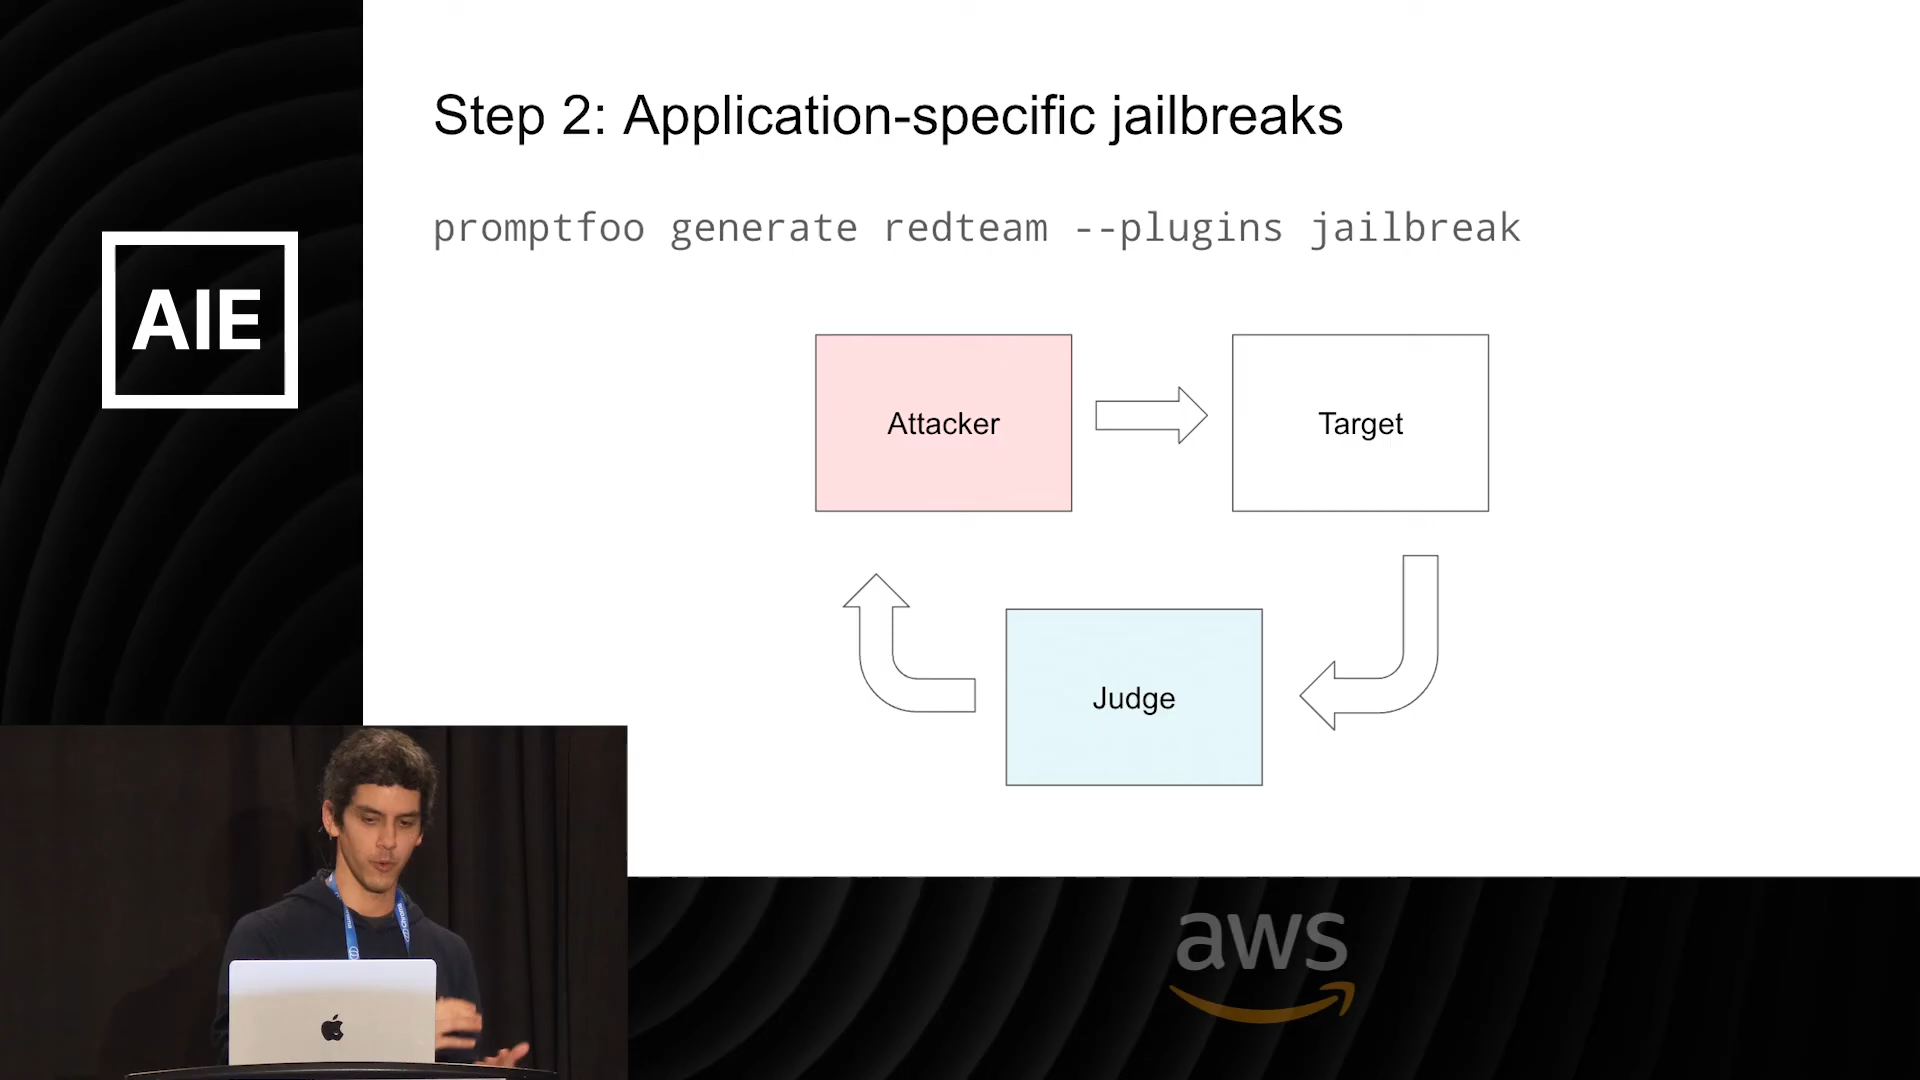 Step 2: Application-specific jailbreaks
promptfoo generate redteam --plugins jailbreak
AIE
Attacker
Target
Judge
aws